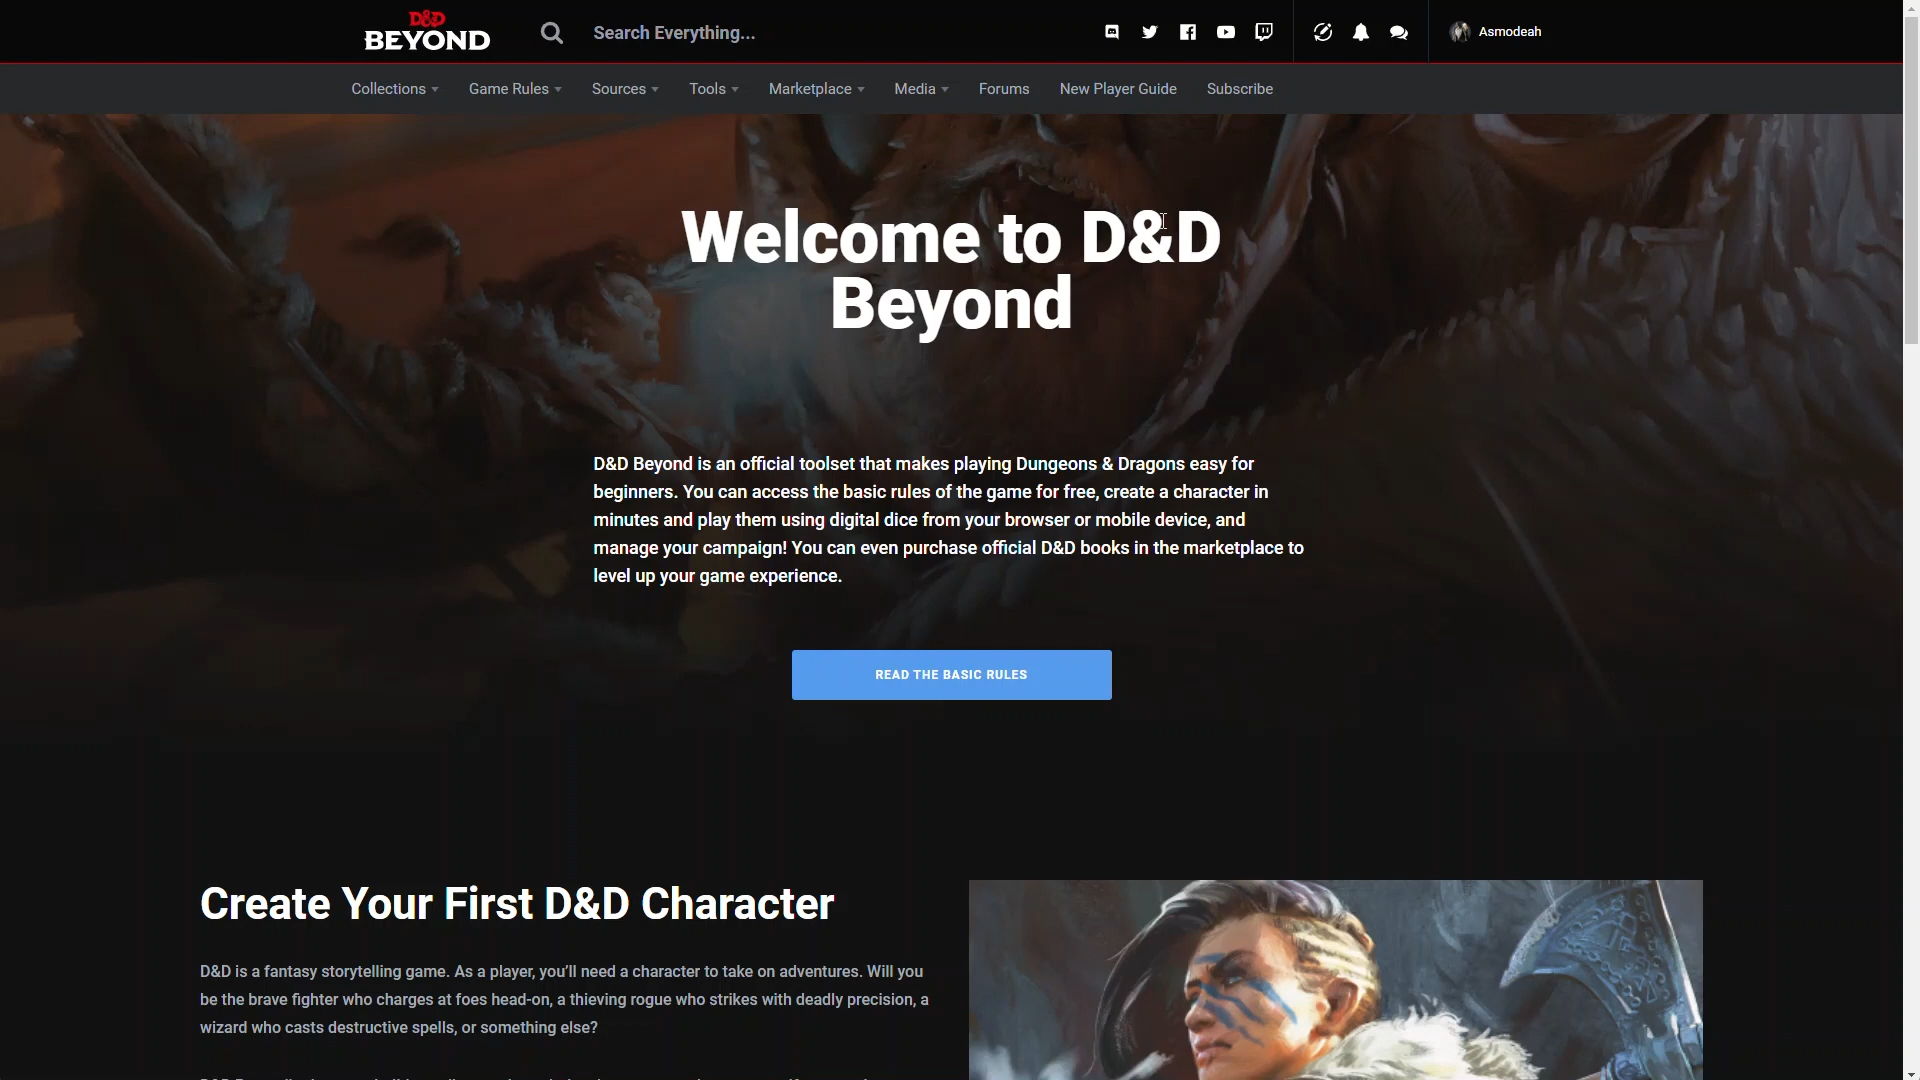 D&D
BEYOND
Search Everything...
Asmodeah
Collections
Game Rules
Sources
Tools
Marketplace
Media
Forums
New Player Guide
Subscribe
Welcome to D&D
Beyond
D&D Beyond is an official toolset that makes playing Dungeons & Dragons easy for
beginners. You can access the basic rules of the game for free, create a character in
minutes and play them using digital dice from your browser or mobile device, and
manage your campaign! You can even purchase official D&D books in the marketplace to
level up your game experience.
READ THE BASIC RULES
Create Your First D&D Character
D&D is a fantasy storytelling game. As a player, you’ll need a character to take on adventures. Will you
be the brave fighter who charges at foes head-on, a thieving rogue who strikes with deadly precision, a
wizard who casts destructive spells, or something else?